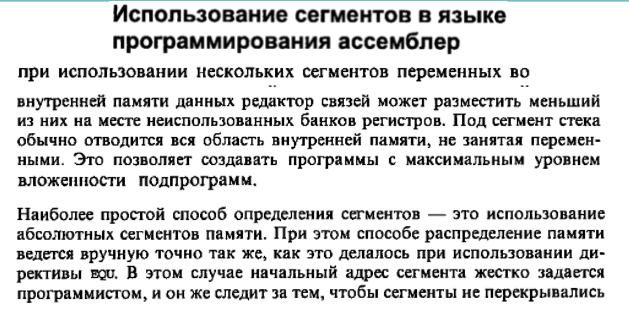 Использование сегментов в языке
программирования ассемблер
при использовании нескольких сегментов переменных во
внутренней памяти данных редактор связей может разместить меньший
из них на месте неиспользованных банков регистров. Под сегмент стека
обычно отводится вся область внутренней памяти, не занятая перемен-
ными. Это позволяет создавать программы с максимальным уровнем
вложенности подпрограмм.
Наиболее простой способ определения сегментов — это использование
абсолютных сегментов памяти. При этом способе распределение памяти
ведется вручную точно так же, как это делалось при использовании ди-
рективы EQU. В этом случае начальный адрес сегмента жестко задается
программистом, и он же следит за тем, чтобы сегменты не перекрывались